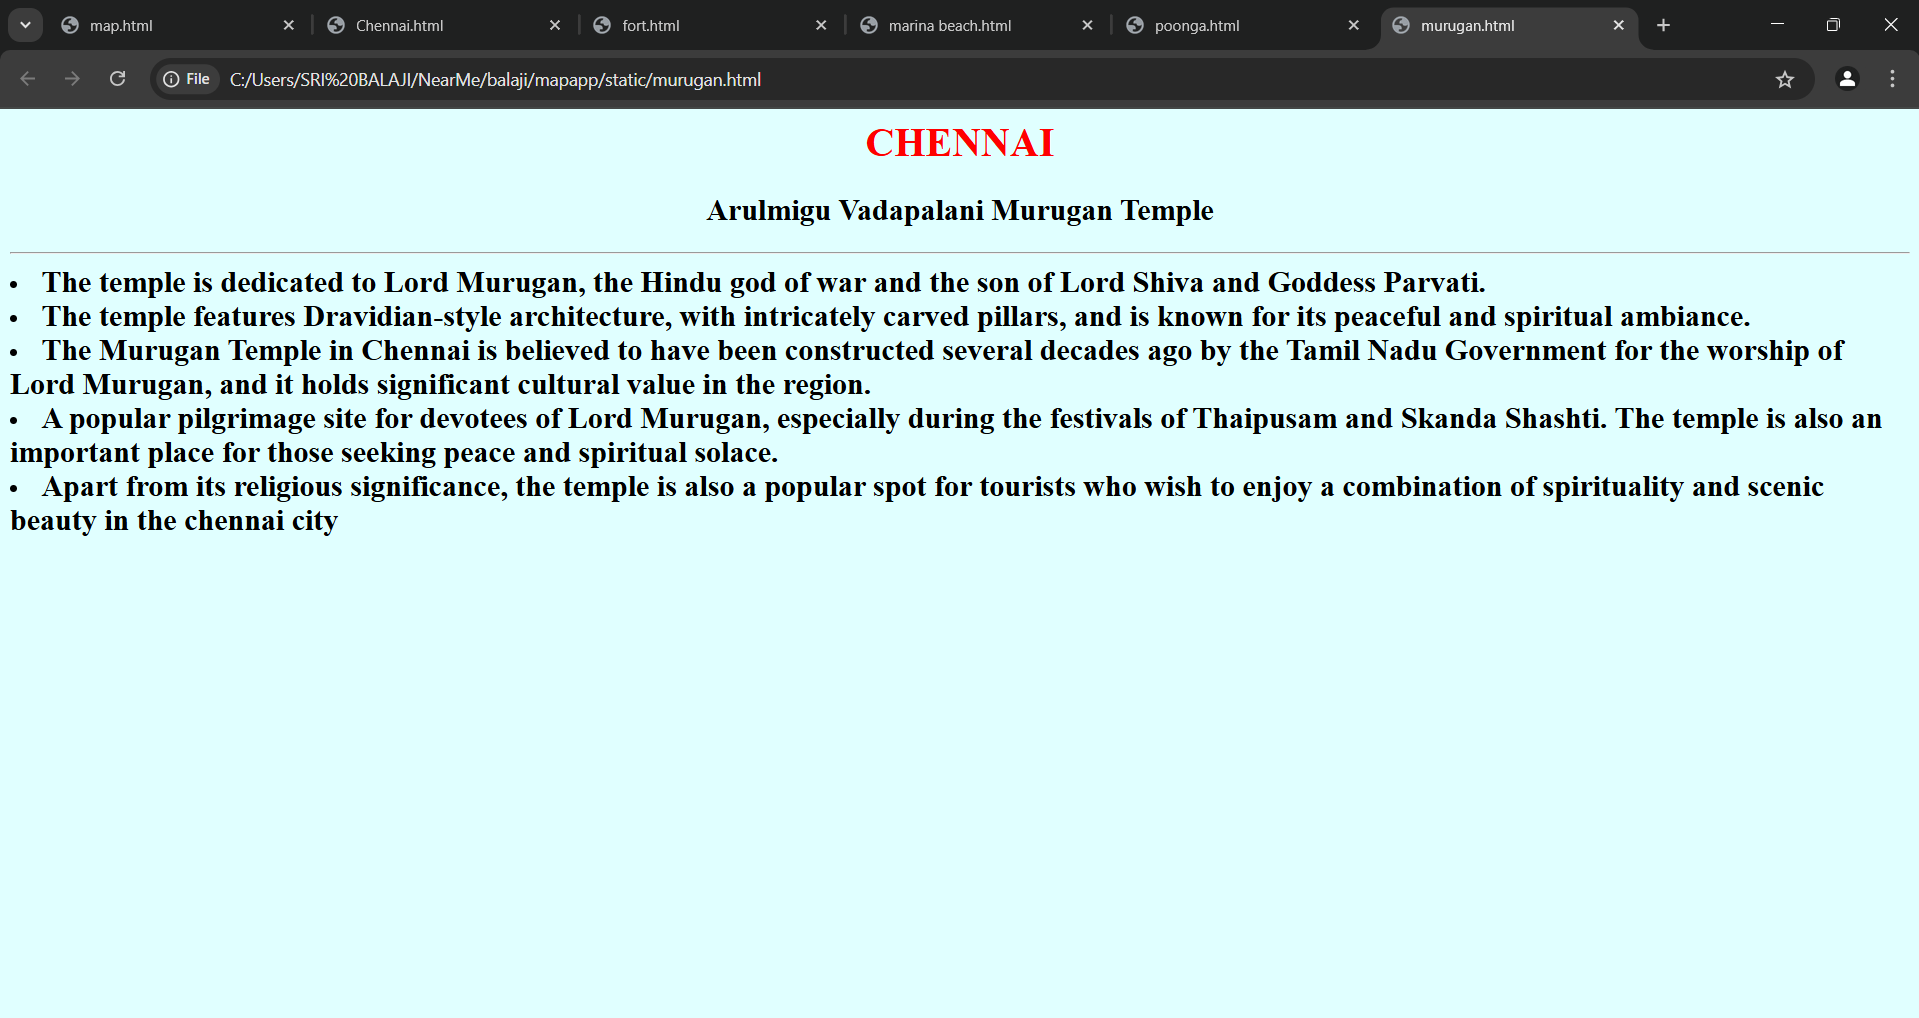 map.html
Chennai.html
fort.html
marina beach.html
poonga.html
murugan.html
File
C:/Users/SRI%20BALAJI/NearMe/balaji/mapapp/static/murugan.html
CHENNAI
Arulmigu Vadapalani Murugan Temple
• The temple is dedicated to Lord Murugan, the Hindu god of war and the son of Lord Shiva and Goddess Parvati.
• The temple features Dravidian-style architecture, with intricately carved pillars, and is known for its peaceful and spiritual ambiance.
• The Murugan Temple in Chennai is believed to have been constructed several decades ago by the Tamil Nadu Government for the worship of
Lord Murugan, and it holds significant cultural value in the region.
• A popular pilgrimage site for devotees of Lord Murugan, especially during the festivals of Thaipusam and Skanda Shashti. The temple is also an
important place for those seeking peace and spiritual solace.
• Apart from its religious significance, the temple is also a popular spot for tourists who wish to enjoy a combination of spirituality and scenic
beauty in the chennai city